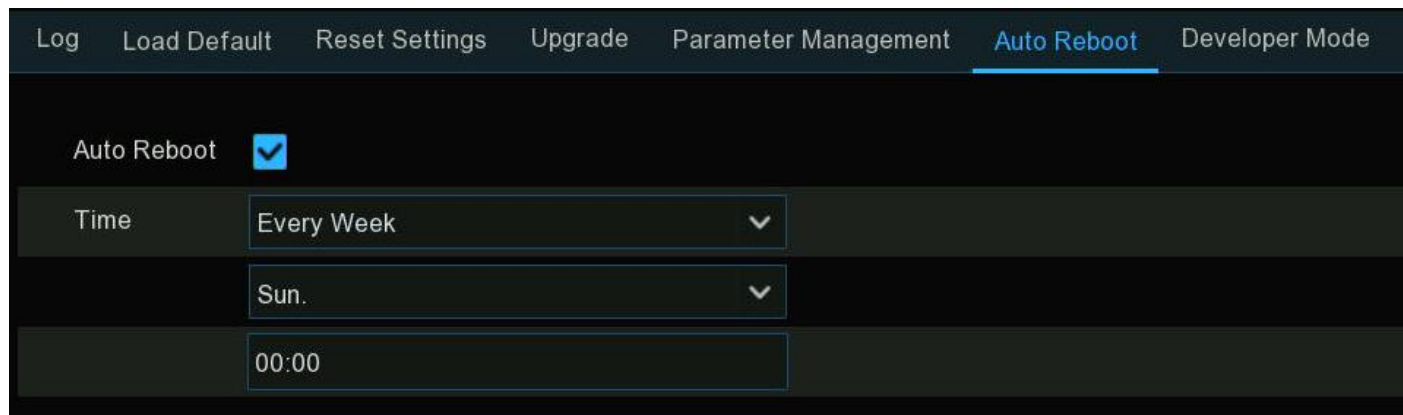 Log Load Default Reset Settings Upgrade Parameter Management Auto Reboot Developer Mode
Auto Reboot
Time Every Week
Sun.
00:00